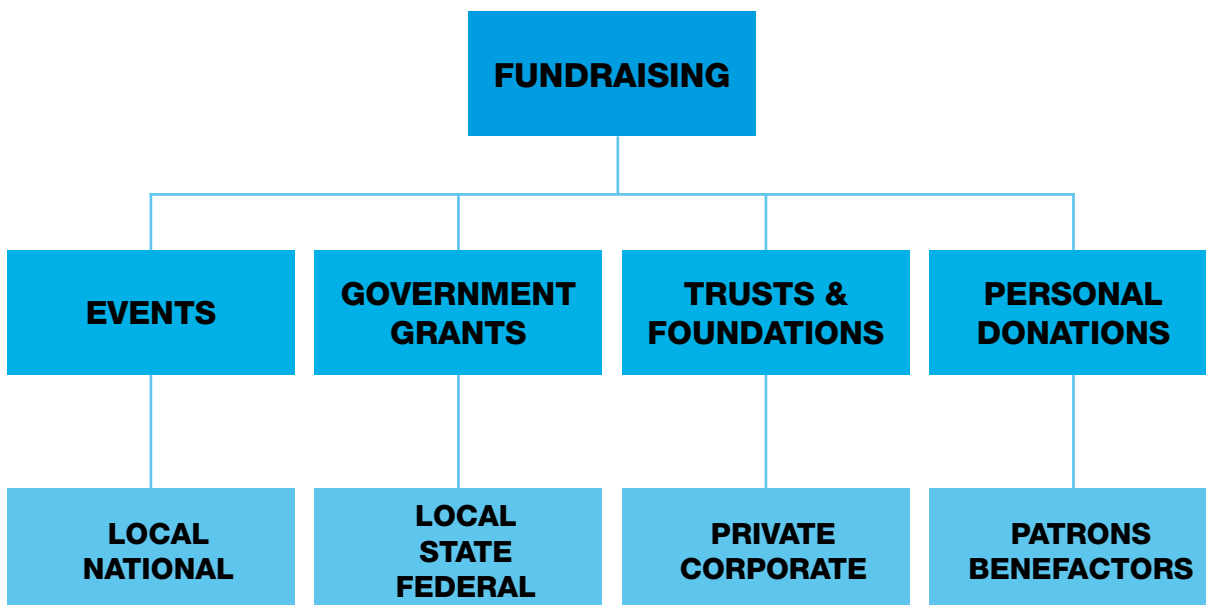 FUNDRAISING
EVENTS
GOVERNMENT
GRANTS
TRUSTS &
FOUNDATIONS
PERSONAL
DONATIONS
LOCAL
NATIONAL
LOCAL
STATE
FEDERAL
PRIVATE
CORPORATE
PATRONS
BENEFACTORS